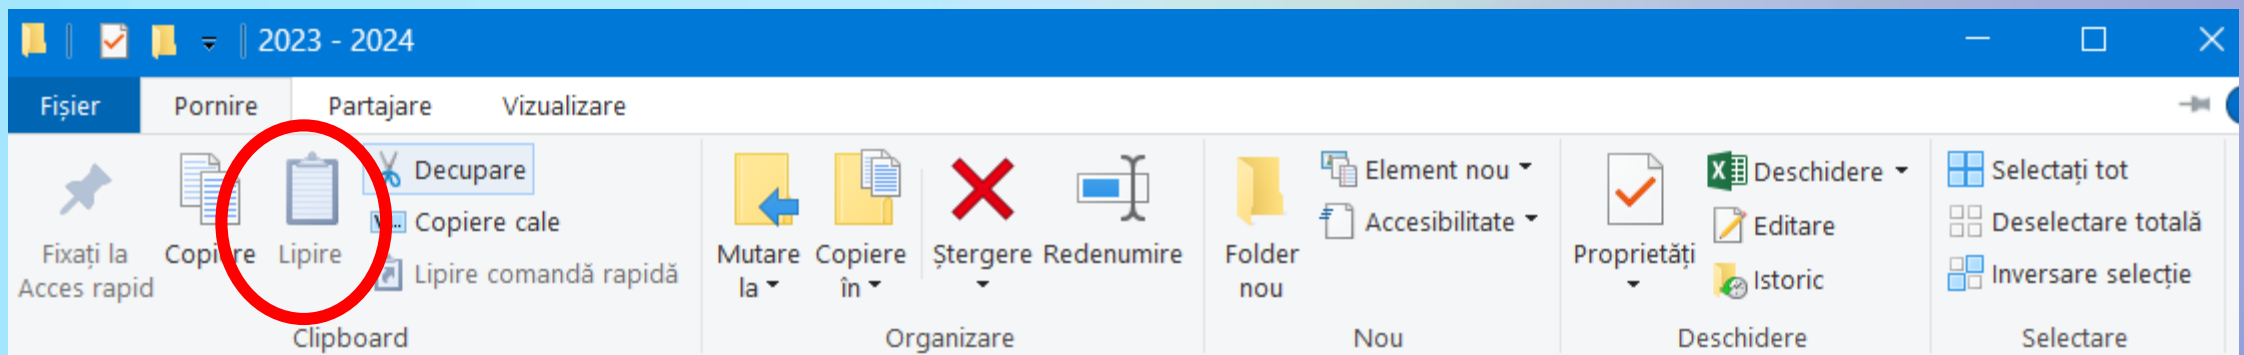 2023 - 2024
Fișier Pornire Partajare Vizualizare
Fixați la
Acces rapid
Copiere
Lipire
Decupare
Copiere cale
Lipire comandă rapidă
Clipboard
Mutare
la
Copiere
în
Ștergere
Redenumire
Organizare
Folder
nou
Element nou
Accesibilitate
Nou
Proprietăți
Deschidere
Editare
Istoric
Deschidere
Selectați tot
Deselectare totală
Inversare selecție
Selectare